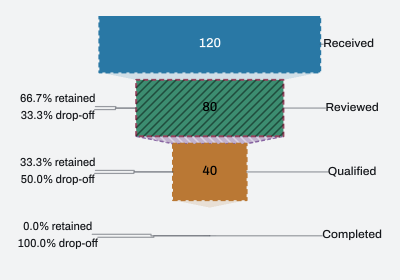 120
Received
66.7% retained
33.3% drop-off
80
Reviewed
33.3% retained
50.0% drop-off
40
Qualified
0.0% retained
100.0% drop-off
Completed